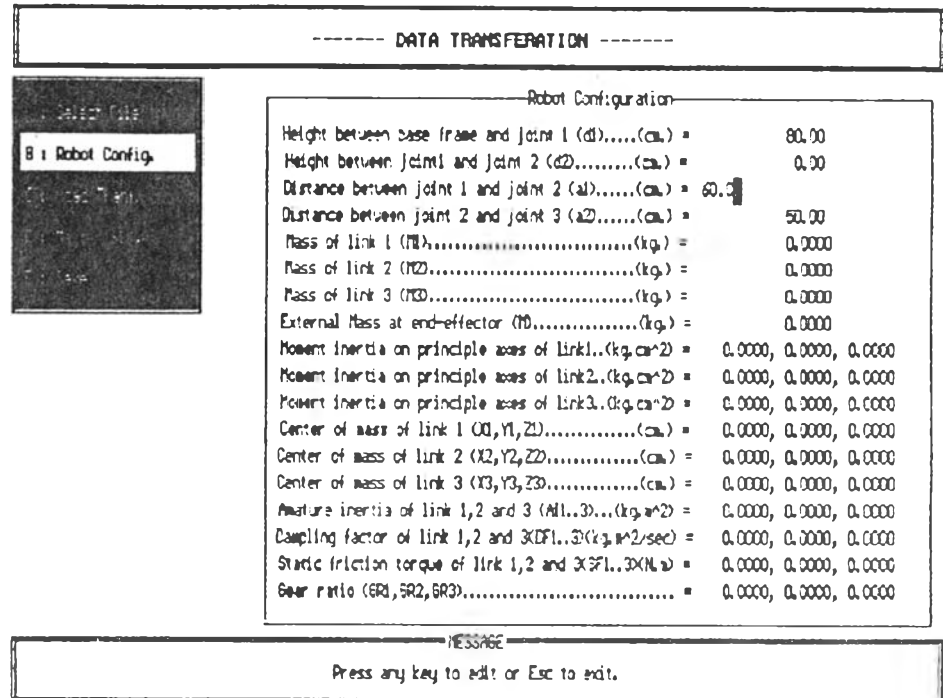 ------- DATA TRANSFERATION -------
Select File
B : Robot Config.
Robot Configuration
Height between base frame and joint 1 (d1).....(cm.) = 80.00
Height between joint1 and joint 2 (d2).........(cm.) = 0.00
Distance between joint 1 and joint 2 (a1)......(cm.) = 60.0
Distance between joint 2 and joint 3 (a2)......(cm.) = 50.00
Mass of link 1 (M1)............................(kg.) = 0.0000
Mass of link 2 (M2)............................(kg.) = 0.0000
Mass of link 3 (M3)............................(kg.) = 0.0000
External Mass at end-effector (M)................(kg.) = 0.0000
Moment inertia on principle axes of link1..(kg.cm^2) = 0.0000, 0.0000, 0.0000
Moment inertia on principle axes of link2..(kg.cm^2) = 0.0000, 0.0000, 0.0000
Moment inertia on principle axes of link3..(kg.cm^2) = 0.0000, 0.0000, 0.0000
Center of mass of link 1 (X1,Y1,Z1)..............(cm.) = 0.0000, 0.0000, 0.0000
Center of mass of link 2 (X2,Y2,Z2)..............(cm.) = 0.0000, 0.0000, 0.0000
Center of mass of link 3 (X3,Y3,Z3)..............(cm.) = 0.0000, 0.0000, 0.0000
Amature inertia of link 1,2 and 3 (AI1..3)...(kg.m^2) = 0.0000, 0.0000, 0.0000
Dampling factor of link 1,2 and 3(DF1..3)(kg.m^2/sec) = 0.0000, 0.0000, 0.0000
Static friction torque of link 1,2 and 3(SF1..3)(N.m) = 0.0000, 0.0000, 0.0000
Gear ratio (GR1,GR2,GR3)............................... = 0.0000, 0.0000, 0.0000
MESSAGE
Press any key to edit or Esc to exit.